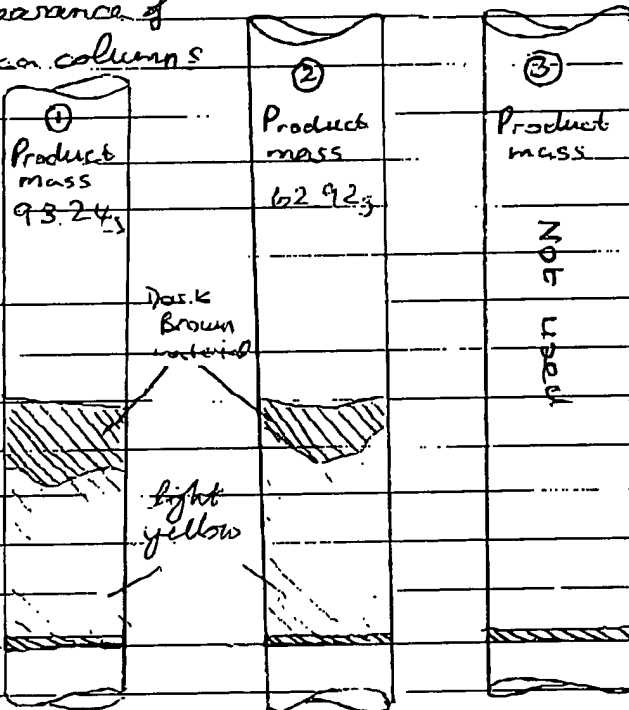 of
columns
①
Product
mass
93.24g
②
Product
mass
62.92g
③
Product
mass
Not used
Dark
Brown
material
light
yellow